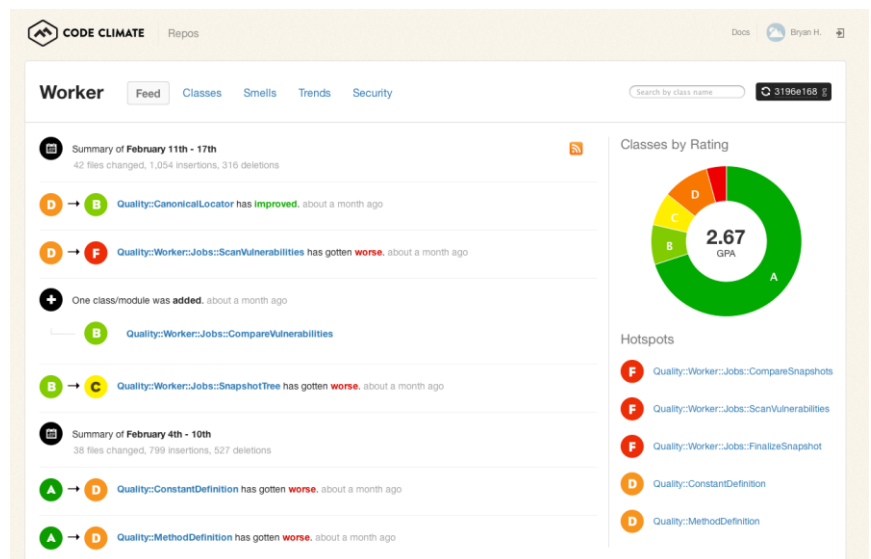 CODE CLIMATE Repos Docs Bryan H.
Worker Feed Classes Smells Trends Security Search by class name 3196e168
Summary of February 11th - 17th
42 files changed, 1,054 insertions, 316 deletions
D → B Quality::CanonicalLocator has improved. about a month ago
D → F Quality::Worker::Jobs::ScanVulnerabilities has gotten worse. about a month ago
One class/module was added. about a month ago
B Quality::Worker::Jobs::CompareVulnerabilities
B → C Quality::Worker::Jobs::SnapshotTree has gotten worse. about a month ago
Summary of February 4th - 10th
38 files changed, 799 insertions, 527 deletions
A → D Quality::ConstantDefinition has gotten worse. about a month ago
A → D Quality::MethodDefinition has gotten worse. about a month ago
Classes by Rating
D
C
B
A
2.67
GPA
Hotspots
F Quality::Worker::Jobs::CompareSnapshots
F Quality::Worker::Jobs::ScanVulnerabilities
F Quality::Worker::Jobs::FinalizeSnapshot
D Quality::ConstantDefinition
D Quality::MethodDefinition